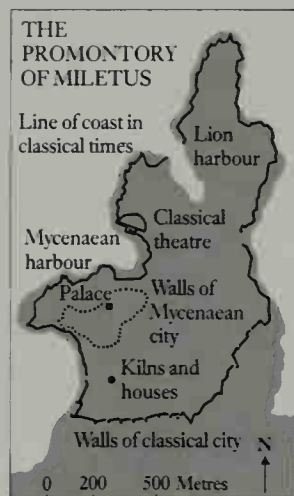 THE
PROMONTORY
OF MILETUS
Line of coast in
classical times
Lion
harbour
Classical
theatre
Mycenaean
harbour
Palace
Walls of
Mycenaean
city
Kilns and
houses
Walls of classical city
N
0 200 500 Metres